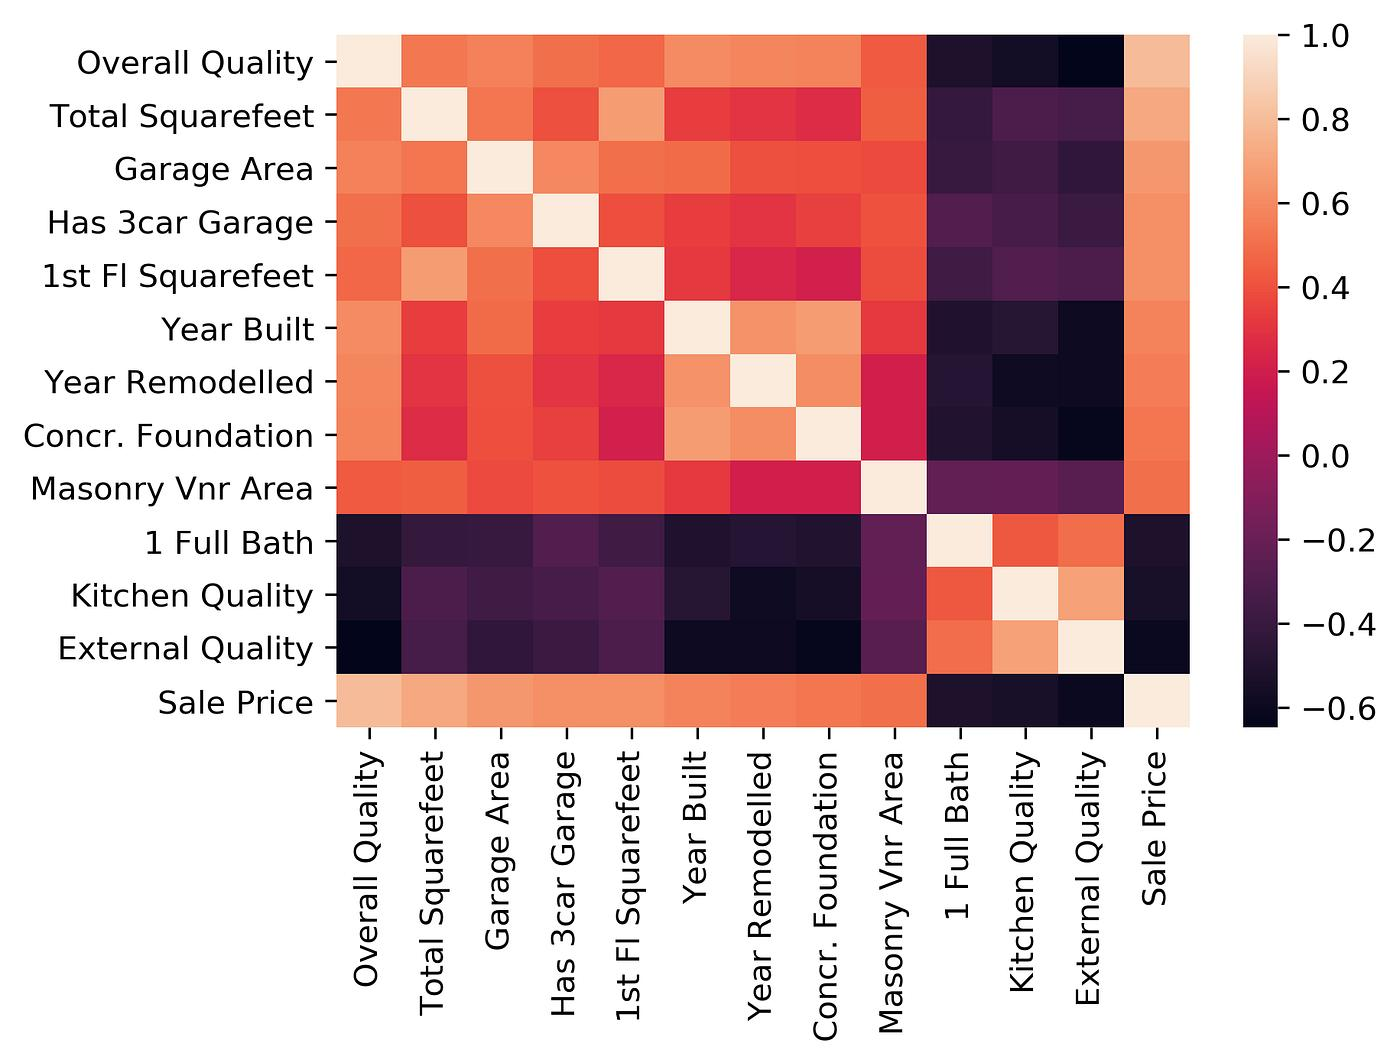 Overall Quality
Total Squarefeet
Garage Area
Has 3car Garage
1st Fl Squarefeet
Year Built
Year Remodelled
Concr. Foundation
Masonry Vnr Area
1 Full Bath
Kitchen Quality
External Quality
Sale Price
Overall Quality
Total Squarefeet
Garage Area
Has 3car Garage
1st Fl Squarefeet
Year Built
Year Remodelled
Concr. Foundation
Masonry Vnr Area
1 Full Bath
Kitchen Quality
External Quality
Sale Price
1.0
0.8
0.6
0.4
0.2
0.0
−0.2
−0.4
−0.6